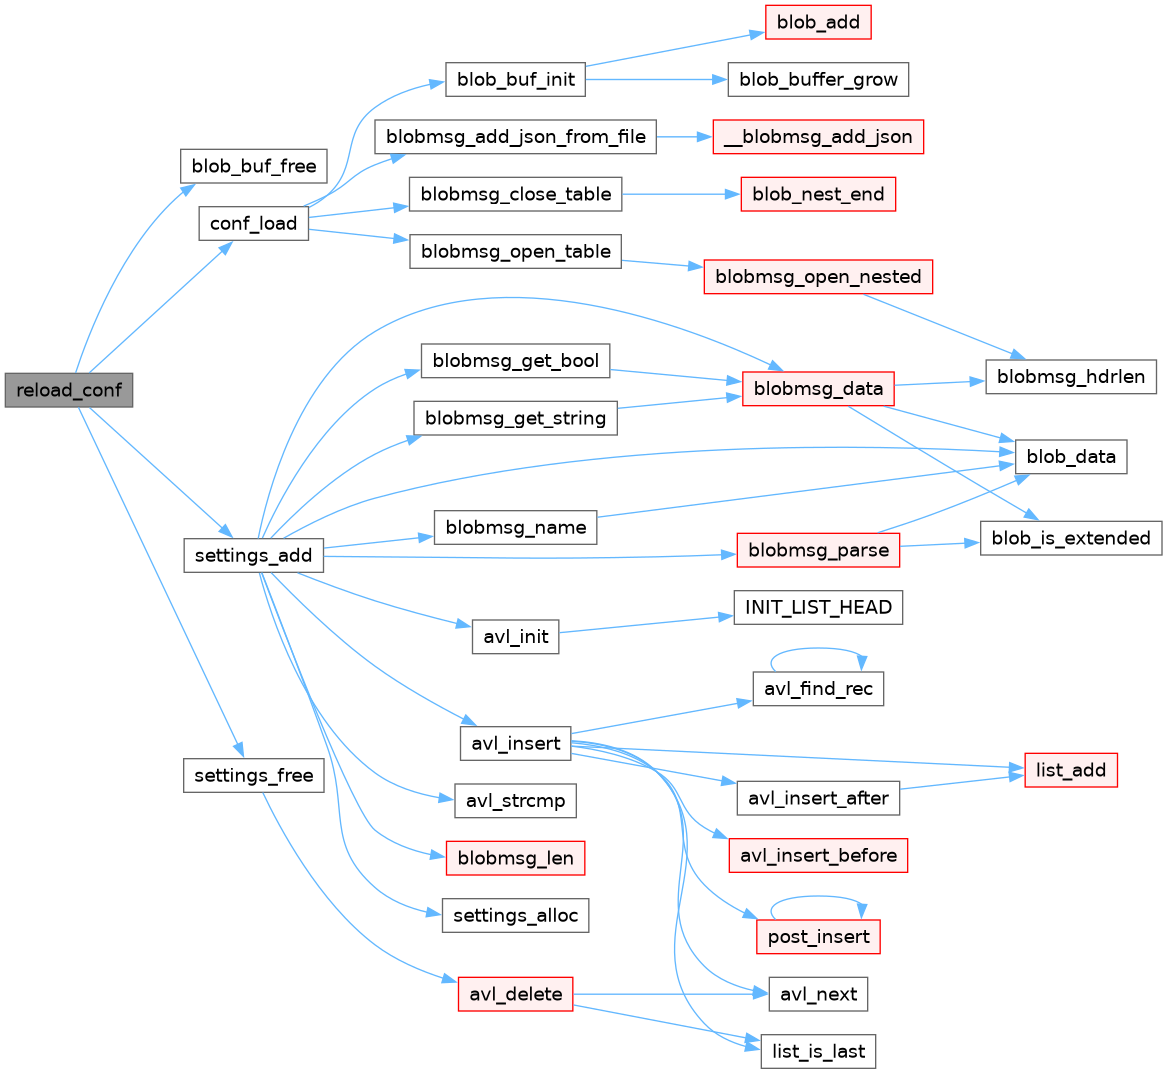 blob_add
blob_buf_init
blob_buffer_grow
blobmsg_add_json_from_file
__blobmsg_add_json
blob_buf_free
blobmsg_close_table
blob_nest_end
conf_load
blobmsg_open_table
blobmsg_open_nested
blobmsg_get_bool
blobmsg_hdrlen
reload_conf
blobmsg_data
blobmsg_get_string
blob_data
blobmsg_name
blob_is_extended
settings_add
blobmsg_parse
INIT_LIST_HEAD
avl_init
avl_find_rec
avl_insert
list_add
settings_free
avl_insert_after
avl_strcmp
avl_insert_before
blobmsg_len
settings_alloc
post_insert
avl_delete
avl_next
list_is_last